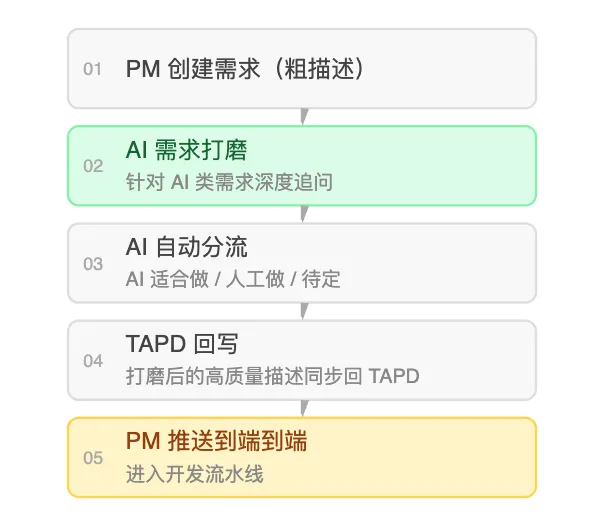 01
PM 创建需求（粗描述）
02
AI 需求打磨
针对 AI 类需求深度追问
03
AI 自动分流
AI 适合做 / 人工做 / 待定
04
TAPD 回写
打磨后的高质量描述同步回 TAPD
05
PM 推送到端到端
进入开发流水线